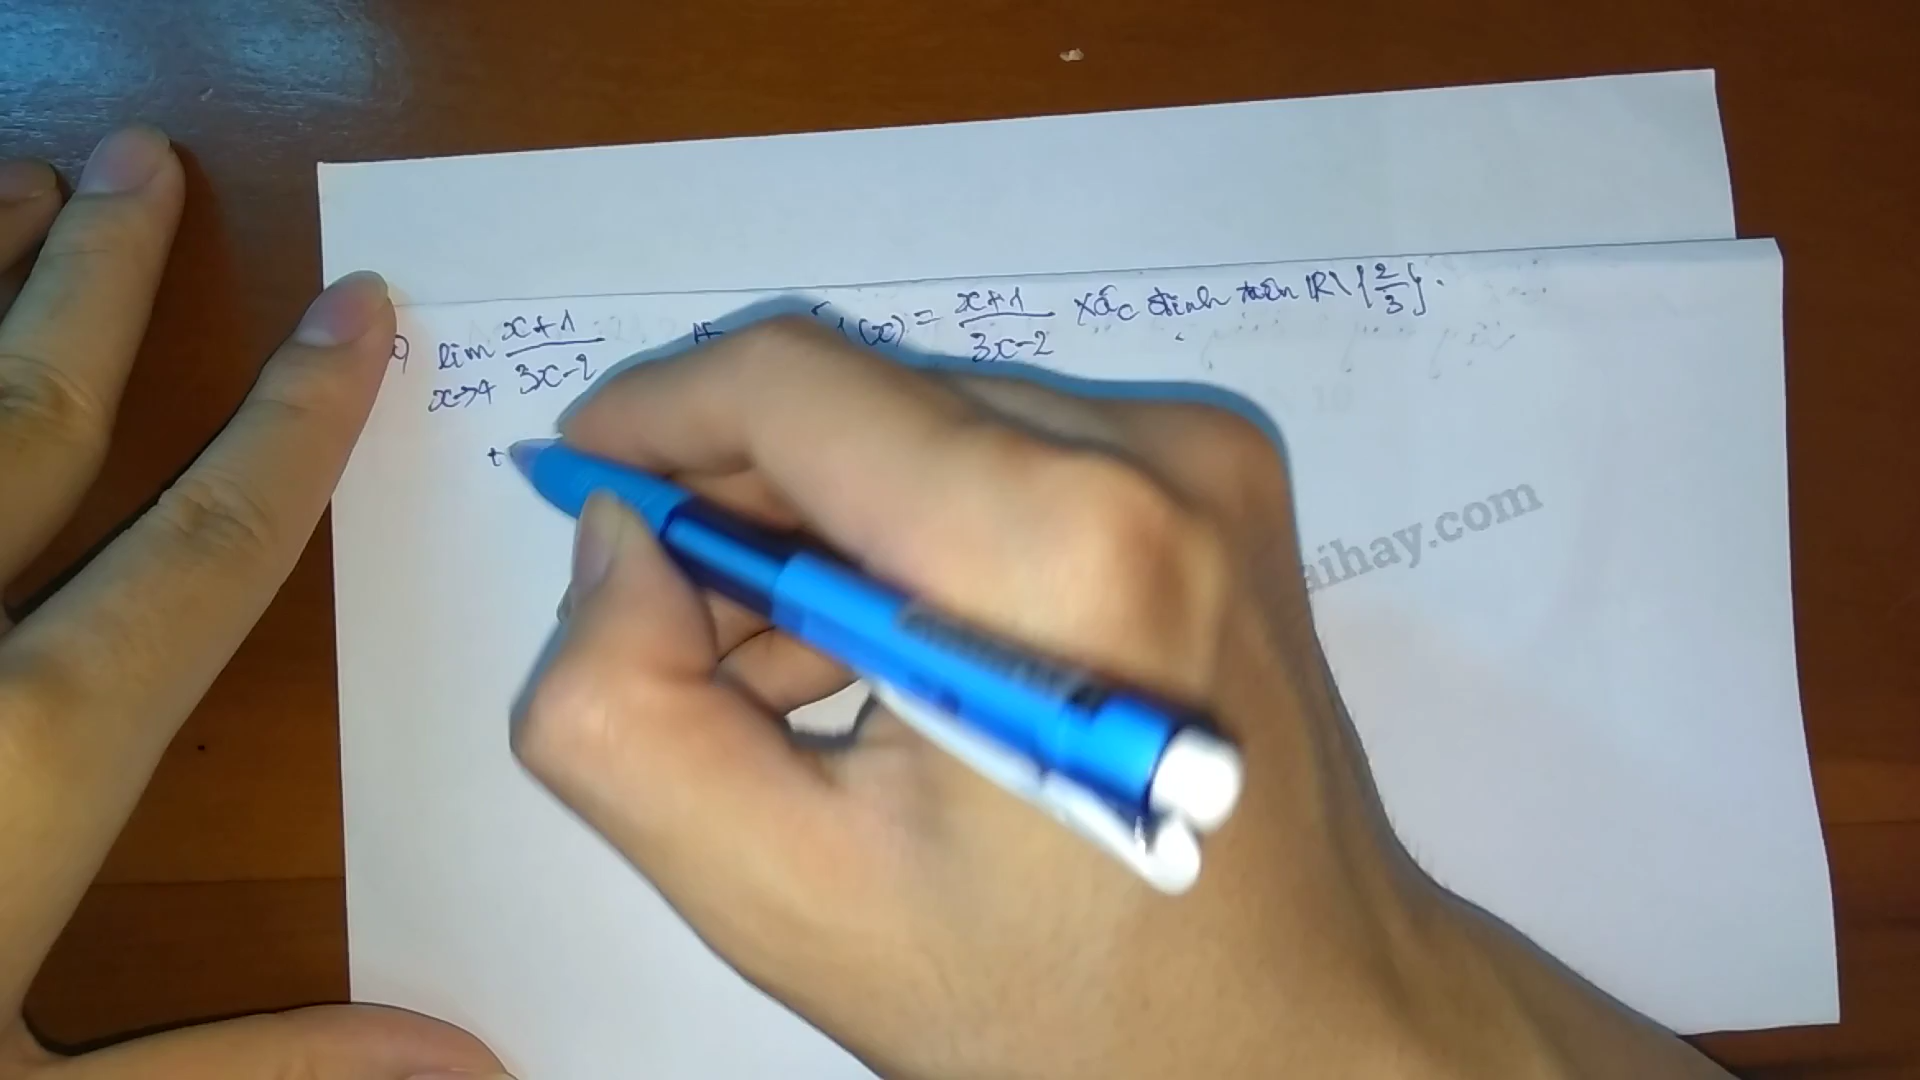 lim x+1 / 3x-2 (x) = x+1 / 3x-2 xác định trên R\{2/3}.
x→4
+
aihay.com